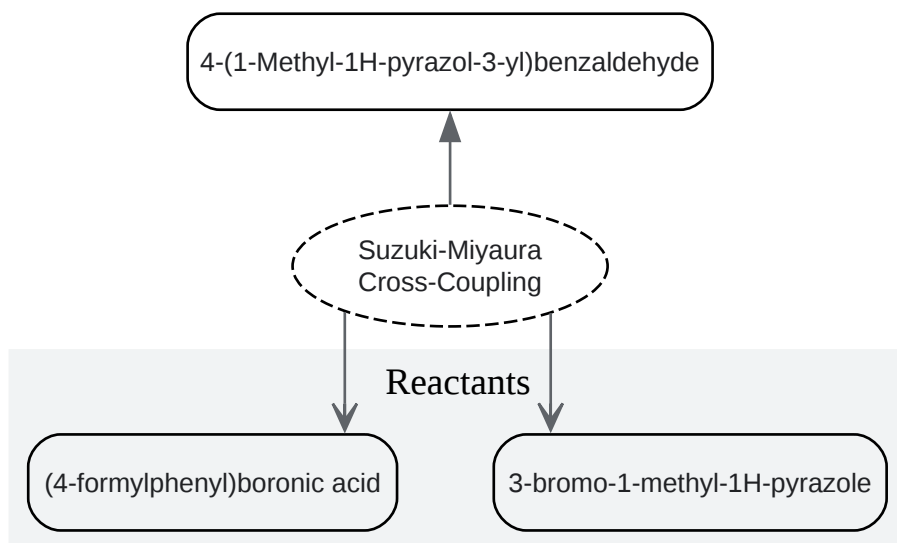 4-(1-Methyl-1H-pyrazol-3-yl)benzaldehyde
Suzuki-Miyaura
Cross-Coupling
Reactants
(4-formylphenyl)boronic acid
3-bromo-1-methyl-1H-pyrazole